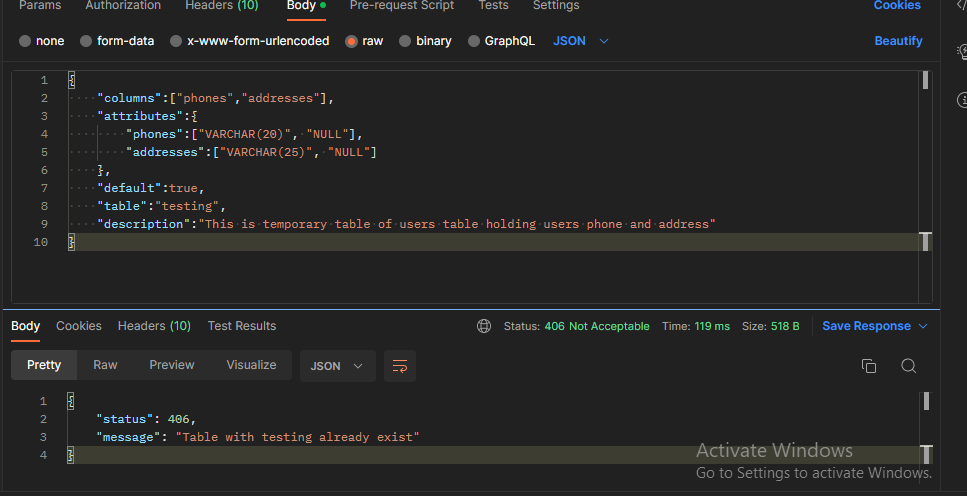 Params Authorization Headers (10) Body Pre-request Script Tests Settings Cookies
none form-data x-www-form-urlencoded raw binary GraphQL JSON Beautify
1 {
2 "columns":["phones","addresses"],
3 "attributes":{
4 "phones":["VARCHAR(20)", "NULL"],
5 "addresses":["VARCHAR(25)", "NULL"]
6 },
7 "default":true,
8 "table":"testing",
9 "description":"This is temporary table of users table holding users phone and address"
10 }
Body Cookies Headers (10) Test Results Status: 406 Not Acceptable Time: 119 ms Size: 518 B Save Response
Pretty Raw Preview Visualize JSON
1 {
2 "status": 406,
3 "message": "Table with testing already exist"
4 }
Activate Windows
Go to Settings to activate Windows.